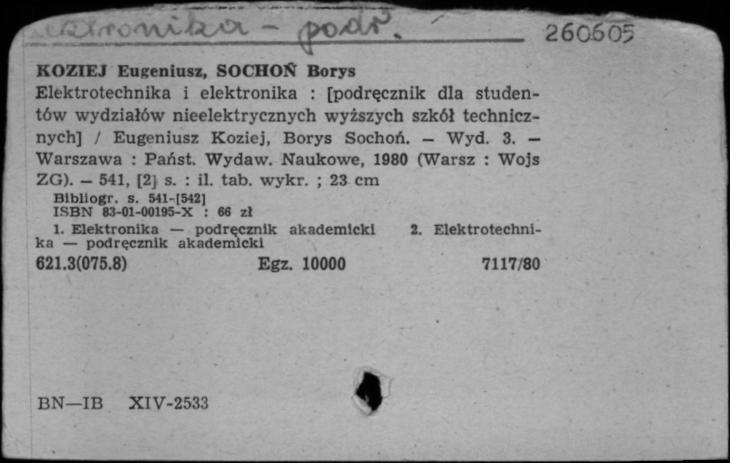 elektronika - podr.
260605
KOZIEJ Eugeniusz, SOCHOŃ Borys
Elektrotechnika i elektronika : [podręcznik dla studen-
tów wydziałów nieelektrycznych wyższych szkół technicz-
nych] / Eugeniusz Koziej, Borys Sochoń. — Wyd. 3. —
Warszawa : Państ. Wydaw. Naukowe, 1980 (Warsz : Wojs
ZG). — 541, [2] s. : il. tab. wykr. ; 23 cm
Bibliogr. s. 541-[542]
ISBN 83-01-00195-X : 66 zł
1. Elektronika — podręcznik akademicki 2. Elektrotechni-
ka — podręcznik akademicki
621.3(075.8) Egz. 10000 7117/80
BN—IB XIV-2533